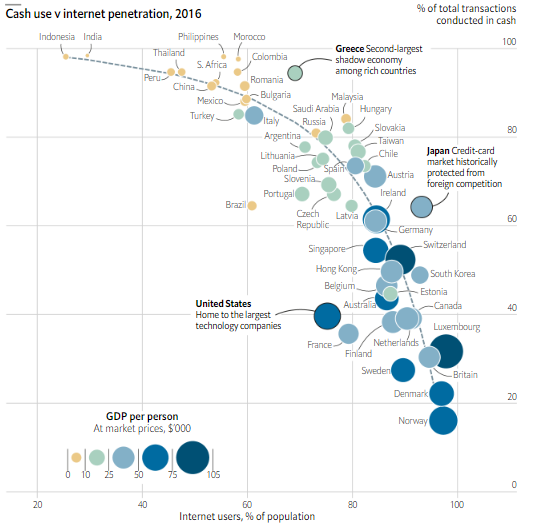 Cash use v internet penetration, 2016
% of total transactions
conducted in cash
Indonesia
India
Philippines
Morocco
100
Thailand
Colombia
Greece Second-largest
shadow economy
among rich countries
Peru
S. Africa
China
Romania
Mexico
Bulgaria
Malaysia
Turkey
Italy
Saudi Arabia
Hungary
Russia
80
Argentina
Slovakia
Taiwan
Lithuania
Chile
Japan Credit-card
market historically
protected from
foreign competition
Poland
Spain
Austria
Slovenia
Portugal
Ireland
Brazil
Czech
Republic
Latvia
60
Germany
Singapore
Switzerland
Hong Kong
South Korea
Belgium
Estonia
United States
Home to the largest
technology companies
Australia
Canada
40
Luxembourg
France
Finland
Netherlands
Britain
Sweden
Denmark
20
Norway
GDP per person
At market prices, $'000
0
10
25
50
75
105
0
20
40
60
80
100
Internet users, % of population